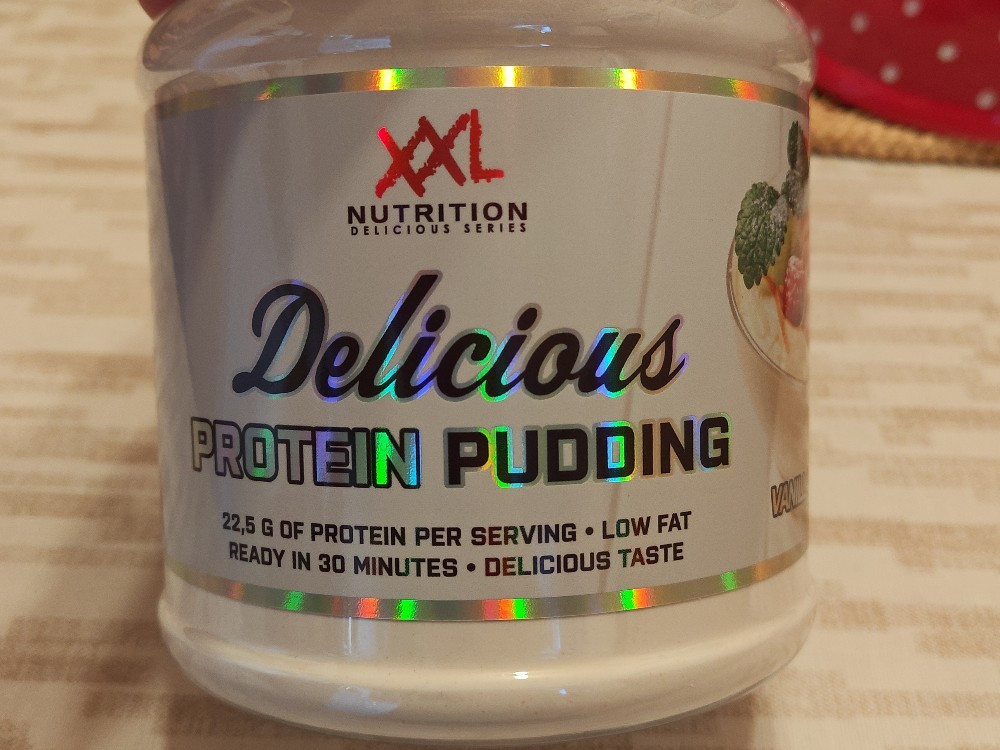 XXL
NUTRITION
DELICIOUS SERIES
Delicious
PROTEIN PUDDING
22,5 G OF PROTEIN PER SERVING • LOW FAT
READY IN 30 MINUTES • DELICIOUS TASTE